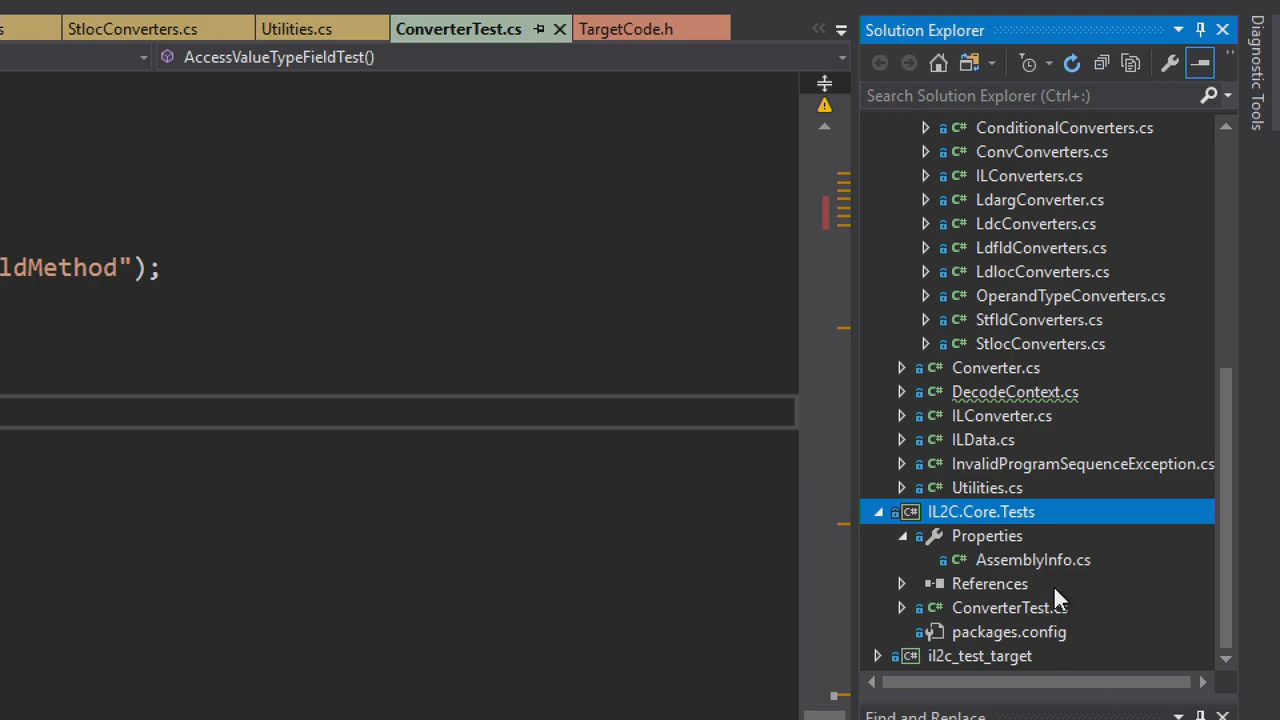 s
StlocConverters.cs
Utilities.cs
ConverterTest.cs
TargetCode.h
AccessValueTypeFieldTest()
ldMethod");
Solution Explorer
Search Solution Explorer (Ctrl+:)
ConditionalConverters.cs
ConvConverters.cs
ILConverters.cs
LdargConverter.cs
LdcConverters.cs
LdfldConverters.cs
LdlocConverters.cs
OperandTypeConverters.cs
StfldConverters.cs
StlocConverters.cs
Converter.cs
DecodeContext.cs
ILConverter.cs
ILData.cs
InvalidProgramSequenceException.cs
Utilities.cs
IL2C.Core.Tests
Properties
AssemblyInfo.cs
References
ConverterTest.cs
packages.config
il2c_test_target
Find and Replace
Diagnostic Tools